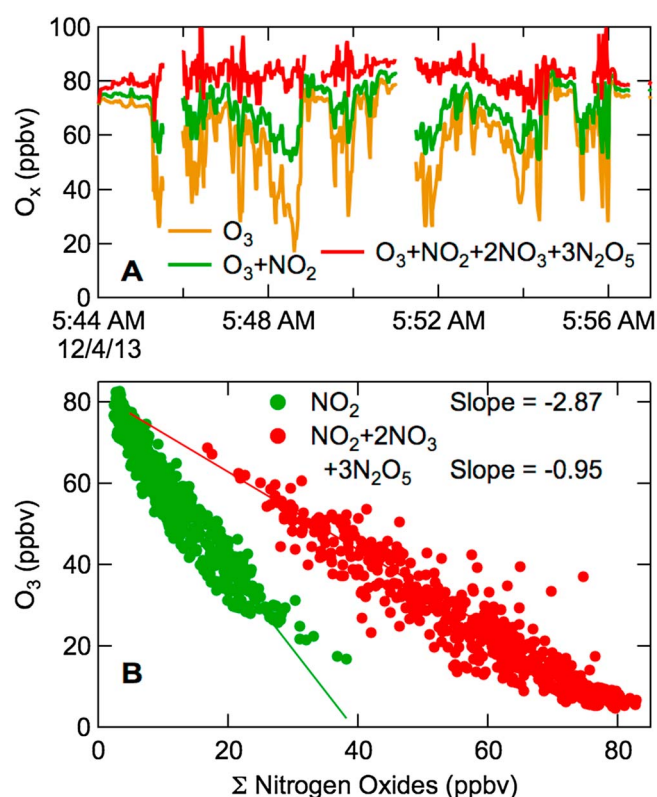 100
80
60
40
20
0
Ox (ppbv)
O3
O3+NO2
O3+NO2+2NO3+3N2O5
A
5:44 AM 5:48 AM 5:52 AM 5:56 AM
12/4/13
80
60
40
20
0
O3 (ppbv)
NO2 Slope = -2.87
NO2+2NO3
+3N2O5 Slope = -0.95
B
0 20 40 60 80
Σ Nitrogen Oxides (ppbv)